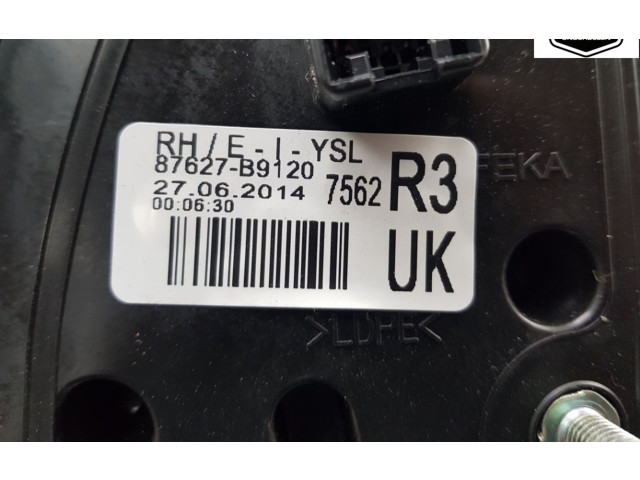 RH / E - I - YSL
87627-B9120
27.06.2014 7562 R3
00:06:30
UK
FEKA
>LDPE<